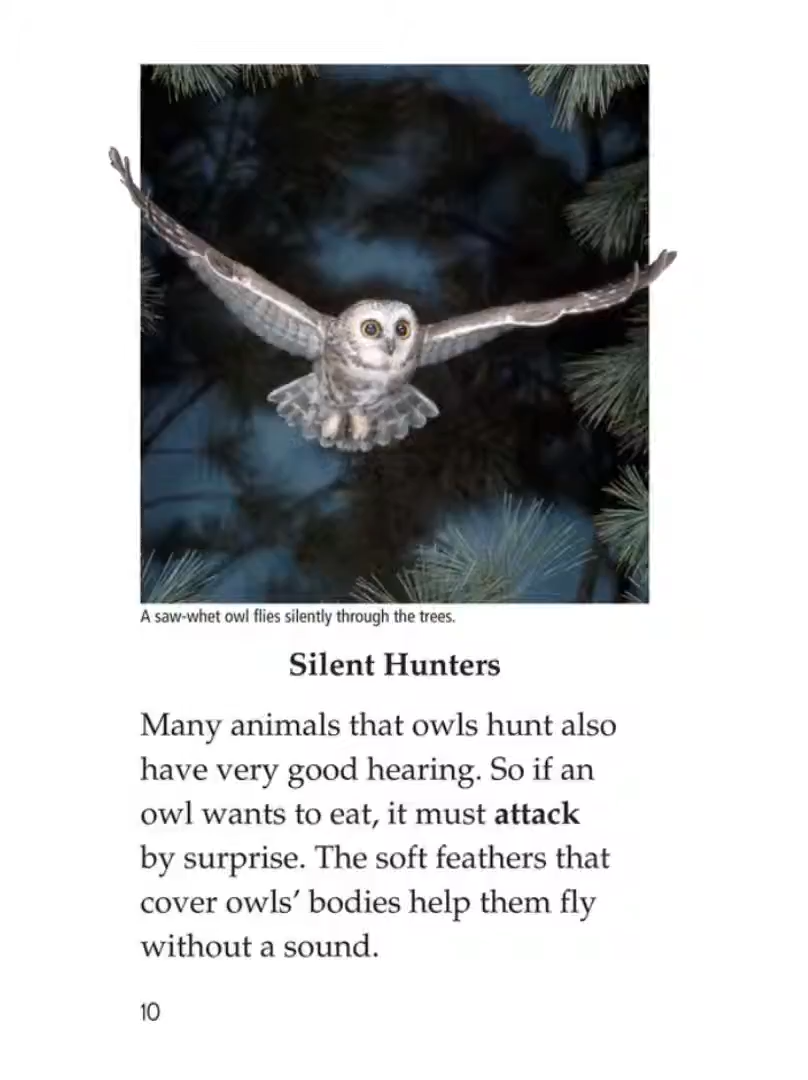 A saw-whet owl flies silently through the trees.
Silent Hunters
Many animals that owls hunt also
have very good hearing. So if an
owl wants to eat, it must attack
by surprise. The soft feathers that
cover owls’ bodies help them fly
without a sound.
10